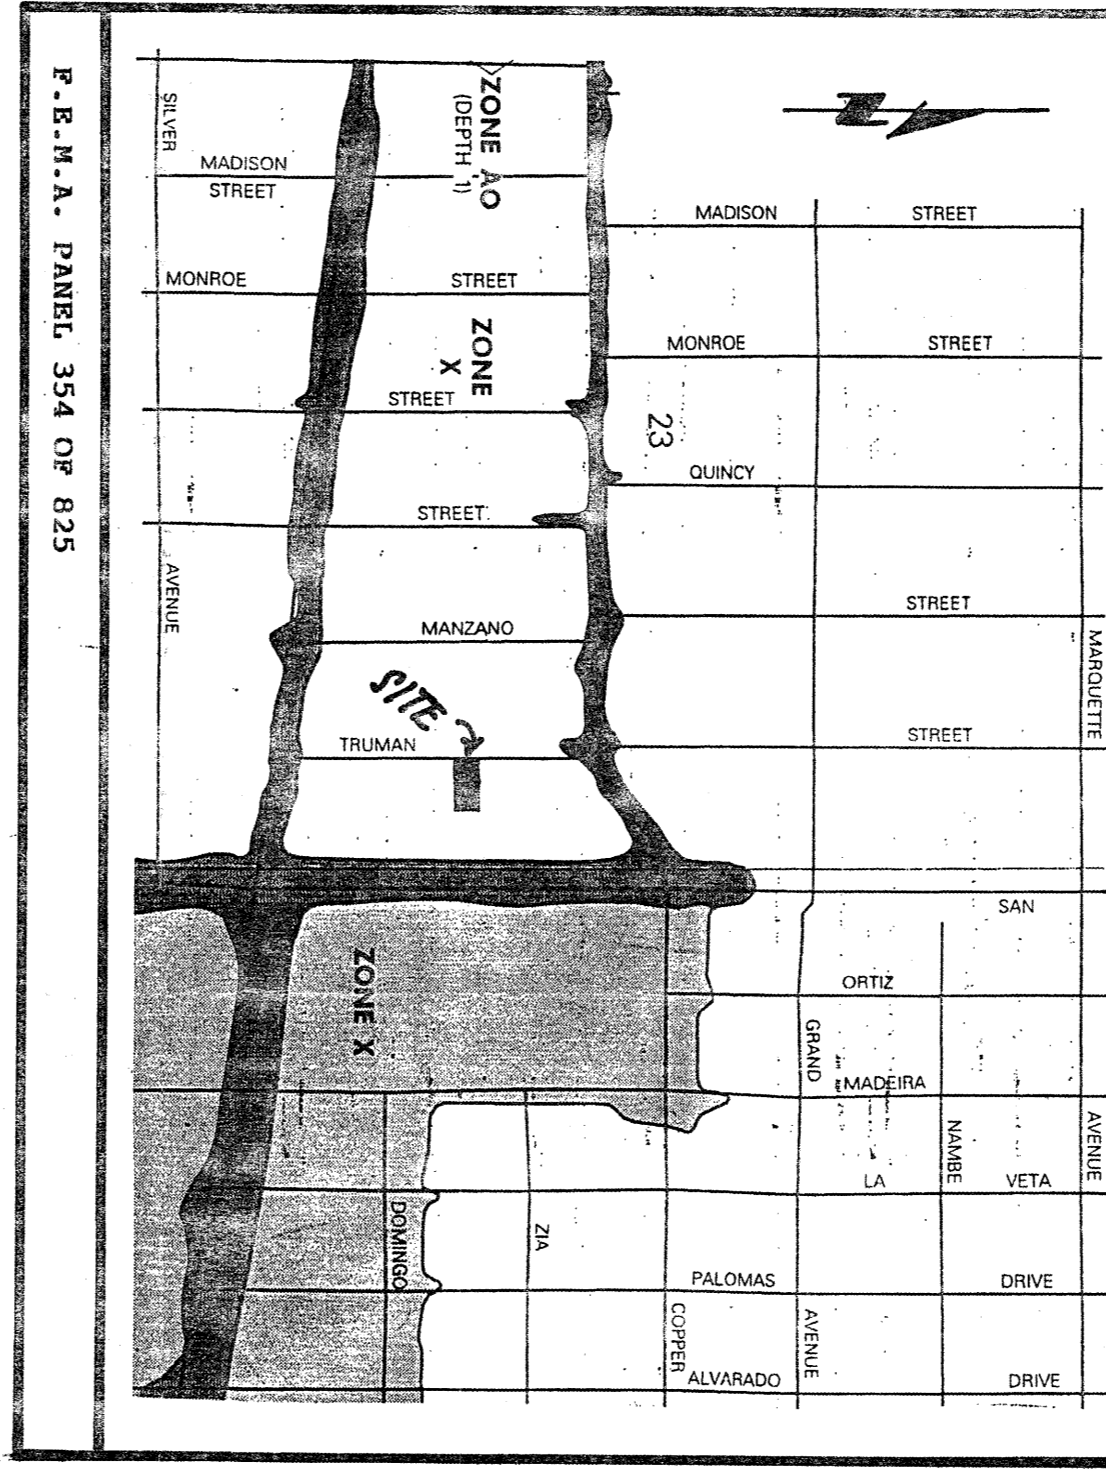 F.E.M.A. PANEL 354 OF 825
SILVER
AVENUE
ZONE AO
(DEPTH 1)
MADISON
STREET
MADISON STREET
MONROE STREET
ZONE
X
MONROE STREET
STREET
23
QUINCY
STREET
STREET
MANZANO
MARQUETTE
SITE
TRUMAN
STREET
SAN
ZONE X
ORTIZ
GRAND
MADEIRA
AVENUE
NAMBE
LA VETA
DOMINGO
ZIA
PALOMAS DRIVE
COPPER
AVENUE
ALVARADO DRIVE